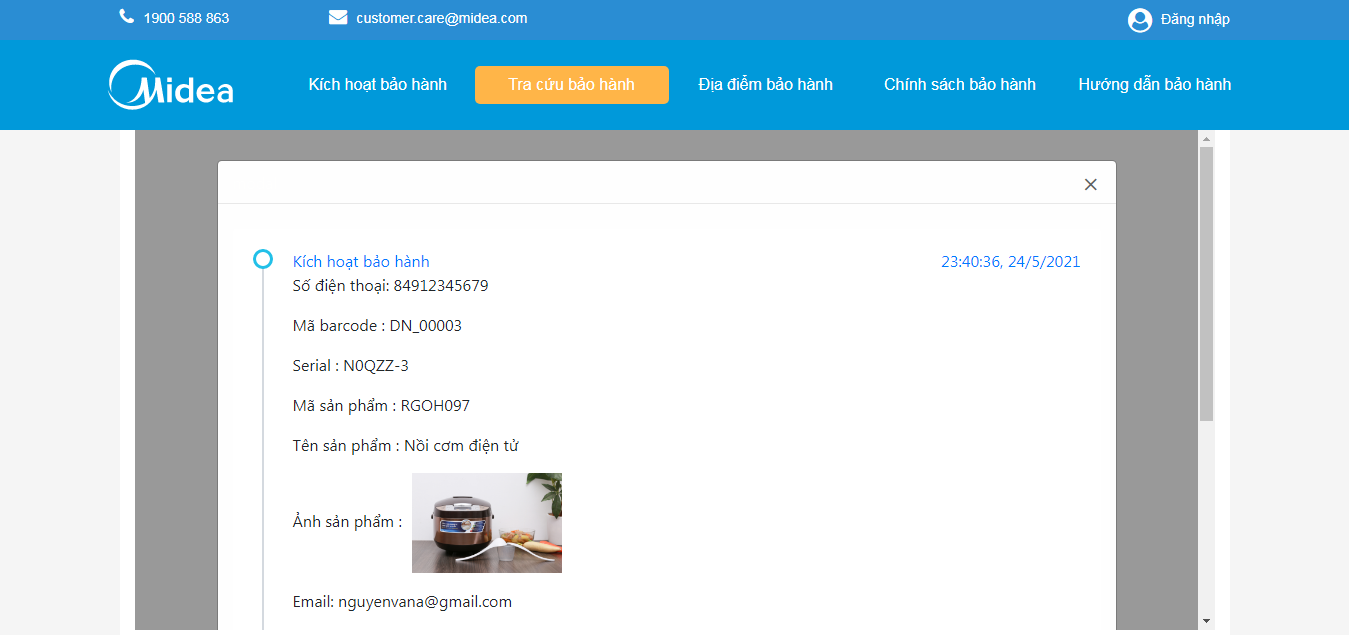 1900 588 863
customer.care@midea.com
Đăng nhập
Midea
Kích hoạt bảo hành
Tra cứu bảo hành
Địa điểm bảo hành
Chính sách bảo hành
Hướng dẫn bảo hành
Kích hoạt bảo hành
23:40:36, 24/5/2021
Số điện thoại: 84912345679
Mã barcode : DN_00003
Serial : N0QZZ-3
Mã sản phẩm : RGOH097
Tên sản phẩm : Nồi cơm điện tử
Ảnh sản phẩm :
Email: nguyenvana@gmail.com